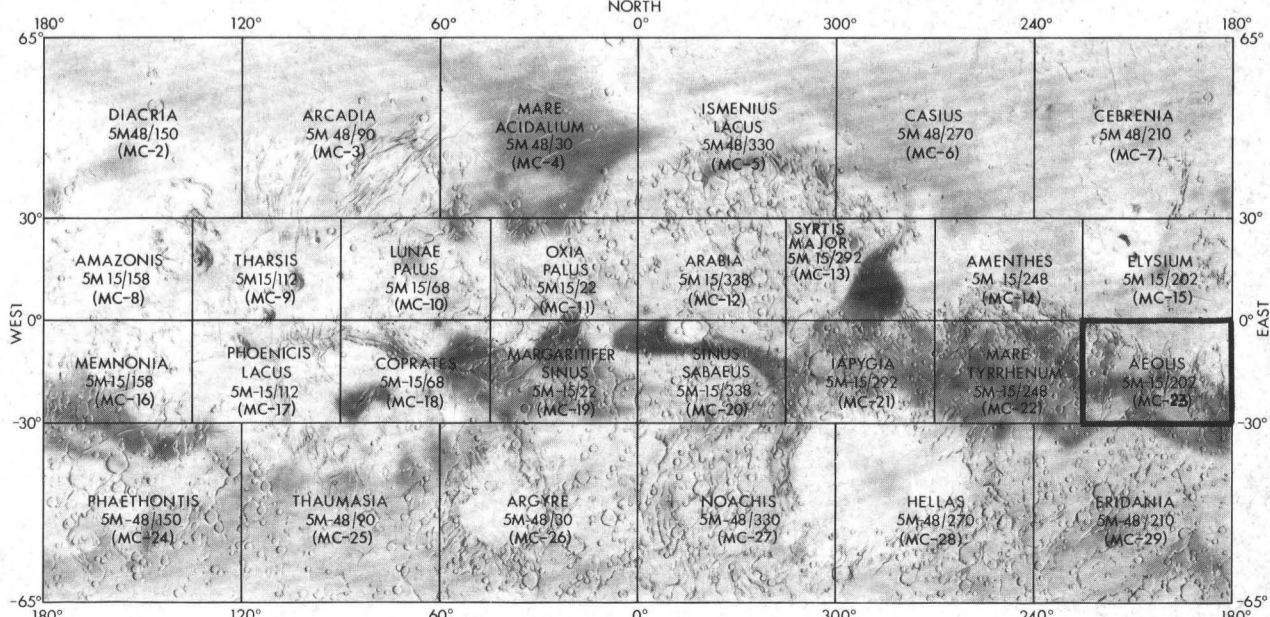 NORTH
180° 120° 60° 0° 300° 240° 180°
65° 65°
DIACRIA
5M48/150
(MC-2)
ARCADIA
5M 48/90
(MC-3)
MARE
ACIDALIUM
5M 48/30
(MC-4)
ISMENIUS
LACUS
5M 48/330
(MC-5)
CASIUS
5M 48/270
(MC-6)
CEBRENIA
5M 48/210
(MC-7)
30° 30°
AMAZONIS
5M 15/158
(MC-8)
THARSIS
5M15/112
(MC-9)
LUNAE
PALUS
5M 15/68
(MC-10)
OXIA
PALUS
5M15/22
(MC-11)
ARABIA
5M 15/338
(MC-12)
SYRTIS
MAJOR
5M 15/292
(MC-13)
AMENTHES
5M 15/248
(MC-14)
ELYSIUM
5M 15/202
(MC-15)
WEST
0° 0°
EAST
MEMNONIA
5M-15/158
(MC-16)
PHOENICIS
LACUS
5M-15/112
(MC-17)
COPRATES
5M-15/68
(MC-18)
MARGARITIFER
SINUS
5M-15/22
(MC-19)
SINUS
SABAEUS
5M-15/338
(MC-20)
IAPYGIA
5M-15/292
(MC-21)
MARE
TYRRHENUM
5M-15/248
(MC-22)
AEOLIS
5M-15/202
(MC-23)
-30° -30°
PHAETHONTIS
5M-48/150
(MC-24)
THAUMASIA
5M-48/90
(MC-25)
ARGYRE
5M-48/30
(MC-26)
NOACHIS
5M-48/330
(MC-27)
HELLAS
5M-48/270
(MC-28)
ERIDANIA
5M-48/210
(MC-29)
-65° -65°
180° 120° 60° 0° 300° 240° 180°